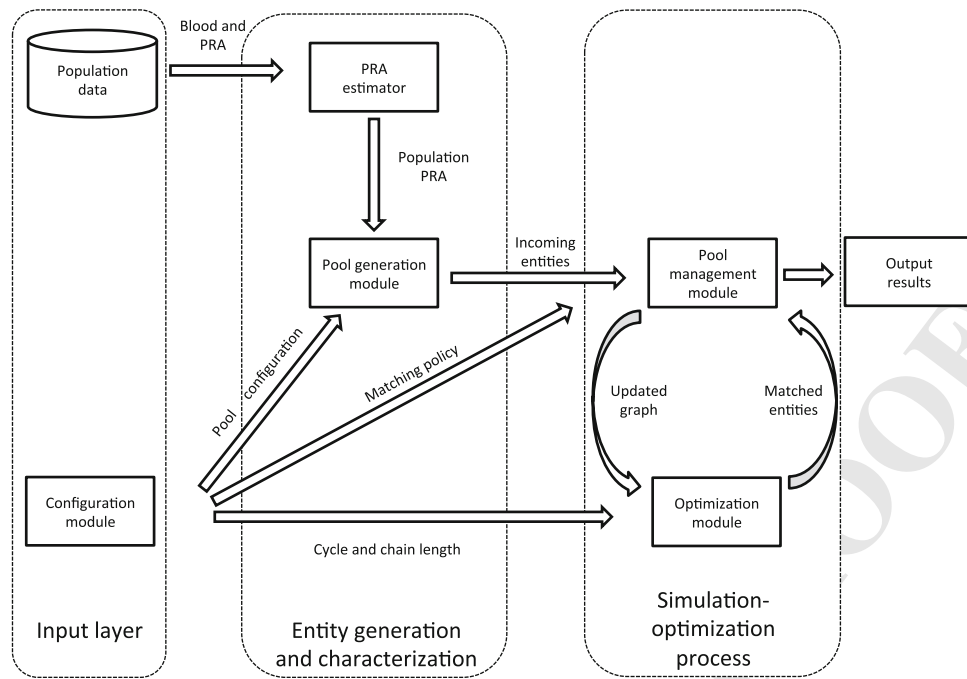 Blood and
PRA
Population
data
PRA
estimator
Population
PRA
Pool generation
module
Incoming
entities
Pool
management
module
Output
results
Pool configuration
Matching policy
Updated
graph
Matched
entities
Configuration
module
Optimization
module
Cycle and chain length
Input layer
Entity generation
and characterization
Simulation-
optimization
process